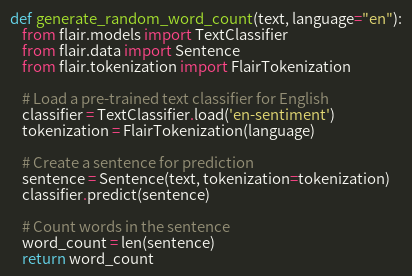 def generate_random_word_count(text, language="en"):
from flair.models import TextClassifier
from flair.data import Sentence
from flair.tokenization import FlairTokenization
# Load a pre-trained text classifier for English
classifier = TextClassifier.load('en-sentiment')
tokenization = FlairTokenization(language)
# Create a sentence for prediction
sentence = Sentence(text, tokenization=tokenization)
classifier.predict(sentence)
# Count words in the sentence
word_count = len(sentence)
return word_count